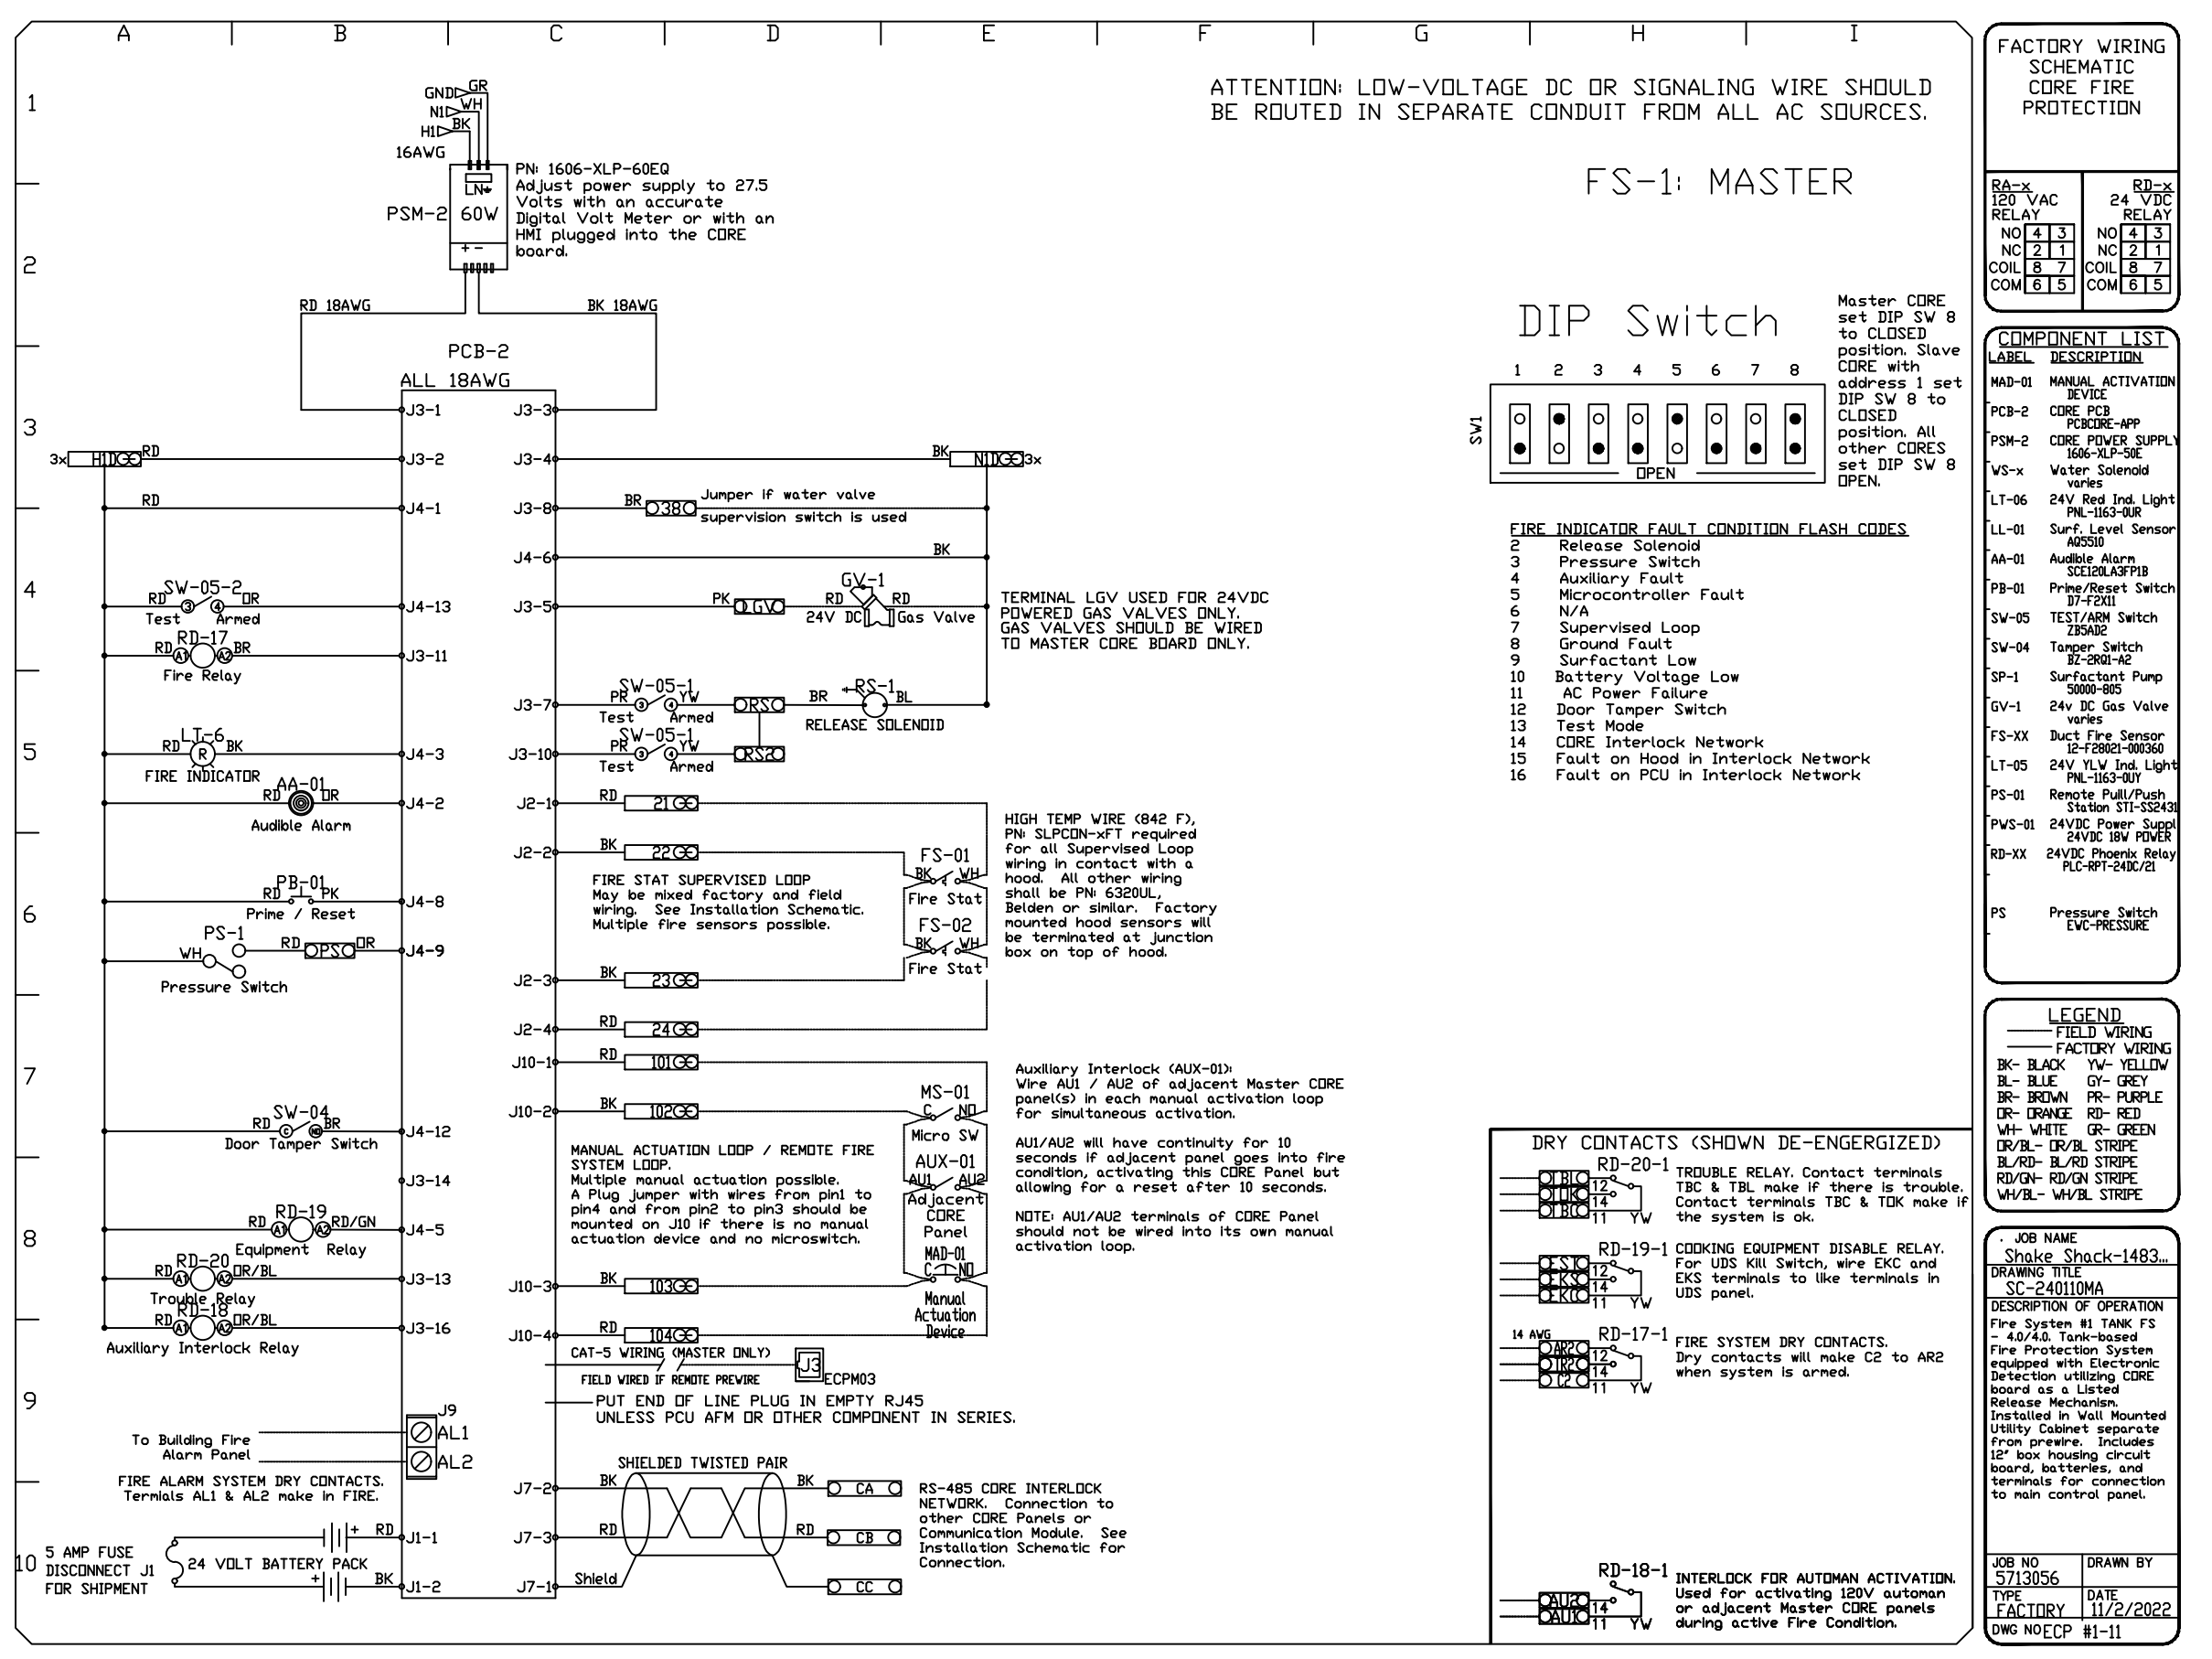 A B C D E F G H I
1
2
3
4
5
6
7
8
9
10
ATTENTION: LOW-VOLTAGE DC OR SIGNALING WIRE SHOULD
BE ROUTED IN SEPARATE CONDUIT FROM ALL AC SOURCES.
FS-1: MASTER
GND GR
N1 WH
H1 BK
16AWG
LN
PSM-2 60W
+ -
PN: 1606-XLP-60EQ
Adjust power supply to 27.5
Volts with an accurate
Digital Volt Meter or with an
HMI plugged into the CORE
board.
RD 18AWG BK 18AWG
PCB-2
ALL 18AWG
J3-1 J3-3
3x H1DC RD J3-2 J3-4 BK N1DC 3x
RD J4-1 J3-8 BR 38
Jumper if water valve
supervision switch is used
J4-6 BK
SW-05-2
RD 3 4 OR J4-13
Test Armed
J3-5 PK LGV RD GV-1 RD
24V DC Gas Valve
TERMINAL LGV USED FOR 24VDC
POWERED GAS VALVES ONLY.
GAS VALVES SHOULD BE WIRED
TO MASTER CORE BOARD ONLY.
RD-17
RD A1 A2 BR J3-11
Fire Relay
SW-05-1
J3-7 PR 3 4 YW RS BR RS-1 BL
Test Armed RELEASE SOLENOID
SW-05-1
J3-10 PR 3 4 YW RS2
Test Armed
LT-6
RD R BK J4-3
FIRE INDICATOR
AA-01
RD OR J4-2
Audible Alarm
J2-1 RD 21
J2-2 BK 22
FIRE STAT SUPERVISED LOOP
May be mixed factory and field
wiring. See Installation Schematic.
Multiple fire sensors possible.
FS-01
BK WH
Fire Stat
FS-02
BK WH
Fire Stat
HIGH TEMP WIRE (842 F),
PN: SLPCON-xFT required
for all Supervised Loop
wiring in contact with a
hood. All other wiring
shall be PN: 6320UL,
Belden or similar. Factory
mounted hood sensors will
be terminated at junction
box on top of hood.
PB-01
RD PK J4-8
Prime / Reset
PS-1
WH RD PS OR J4-9
Pressure Switch
J2-3 BK 23
J2-4 RD 24
J10-1 RD 101
J10-2 BK 102
MS-01
C NO
Micro SW
AUX-01
AU1 AU2
Adjacent
CORE
Panel
MAD-01
C NO
Manual
Actuation
Device
MANUAL ACTUATION LOOP / REMOTE FIRE
SYSTEM LOOP.
Multiple manual actuation possible.
A Plug jumper with wires from pin1 to
pin4 and from pin2 to pin3 should be
mounted on J10 if there is no manual
actuation device and no microswitch.
Auxiliary Interlock (AUX-01):
Wire AU1 / AU2 of adjacent Master CORE
panel(s) in each manual activation loop
for simultaneous activation.
AU1/AU2 will have continuity for 10
seconds if adjacent panel goes into fire
condition, activating this CORE Panel but
allowing for a reset after 10 seconds.
NOTE: AU1/AU2 terminals of CORE Panel
should not be wired into its own manual
activation loop.
SW-04
RD C NO BR J4-12
Door Tamper Switch
J3-14
RD-19
RD A1 A2 RD/GN J4-5
Equipment Relay
RD-20
RD A1 A2 OR/BL J3-13
Trouble Relay
RD-18
RD A1 A2 OR/BL J3-16
Auxiliary Interlock Relay
J10-3 BK 103
J10-4 RD 104
CAT-5 WIRING (MASTER ONLY)
J3
FIELD WIRED IF REMOTE PREWIRE ECPM03
PUT END OF LINE PLUG IN EMPTY RJ45
UNLESS PCU AFM OR OTHER COMPONENT IN SERIES.
J9
AL1
AL2
To Building Fire
Alarm Panel
FIRE ALARM SYSTEM DRY CONTACTS.
Termials AL1 & AL2 make in FIRE.
SHIELDED TWISTED PAIR
J7-2 BK BK CA
J7-3 RD RD CB
J7-1 Shield CC
RS-485 CORE INTERLOCK
NETWORK. Connection to
other CORE Panels or
Communication Module. See
Installation Schematic for
Connection.
+ RD J1-1
5 AMP FUSE
DISCONNECT J1
FOR SHIPMENT
24 VOLT BATTERY PACK
+ BK J1-2
DIP Switch
1 2 3 4 5 6 7 8
SW1
OPEN
Master CORE
set DIP SW 8
to CLOSED
position. Slave
CORE with
address 1 set
DIP SW 8 to
CLOSED
position. All
other CORES
set DIP SW 8
OPEN.
FIRE INDICATOR FAULT CONDITION FLASH CODES
2 Release Solenoid
3 Pressure Switch
4 Auxiliary Fault
5 Microcontroller Fault
6 N/A
7 Supervised Loop
8 Ground Fault
9 Surfactant Low
10 Battery Voltage Low
11 AC Power Failure
12 Door Tamper Switch
13 Test Mode
14 CORE Interlock Network
15 Fault on Hood in Interlock Network
16 Fault on PCU in Interlock Network
DRY CONTACTS (SHOWN DE-ENGERGIZED)
RD-20-1
TBL 12
TOK 14
TBC 11 YW
TROUBLE RELAY. Contact terminals
TBC & TBL make if there is trouble.
Contact terminals TBC & TOK make if
the system is ok.
RD-19-1
EST 12
EKS 14
EKC 11 YW
COOKING EQUIPMENT DISABLE RELAY.
For UDS Kill Switch, wire EKC and
EKS terminals to like terminals in
UDS panel.
14 AWG RD-17-1
AR2 12
TR2 14
C2 11 YW
FIRE SYSTEM DRY CONTACTS.
Dry contacts will make C2 to AR2
when system is armed.
RD-18-1
AU2 14
AU1 11 YW
INTERLOCK FOR AUTOMAN ACTIVATION.
Used for activating 120V automan
or adjacent Master CORE panels
during active Fire Condition.
FACTORY WIRING
SCHEMATIC
CORE FIRE
PROTECTION
RA-x RD-x
120 VAC 24 VDC
RELAY RELAY
NO 4 3 NO 4 3
NC 2 1 NC 2 1
COIL 8 7 COIL 8 7
COM 6 5 COM 6 5
COMPONENT LIST
LABEL DESCRIPTION
MAD-01 MANUAL ACTIVATION
DEVICE
PCB-2 CORE PCB
PCBCORE-APP
PSM-2 CORE POWER SUPPLY
1606-XLP-50E
WS-x Water Solenoid
varies
LT-06 24V Red Ind. Light
PNL-1163-0UR
LL-01 Surf. Level Sensor
AQ5510
AA-01 Audible Alarm
SCE120LA3FP1B
PB-01 Prime/Reset Switch
D7-F2X11
SW-05 TEST/ARM Switch
ZB5AD2
SW-04 Tamper Switch
BZ-2RQ1-A2
SP-1 Surfactant Pump
50000-805
GV-1 24v DC Gas Valve
varies
FS-XX Duct Fire Sensor
12-F28021-000360
LT-05 24V YLW Ind. Light
PNL-1163-0UY
PS-01 Remote Pull/Push
Station STI-SS2431
PWS-01 24VDC Power Suppl
24VDC 18W POWER
RD-XX 24VDC Phoenix Relay
PLC-RPT-24DC/21
PS Pressure Switch
EWC-PRESSURE
LEGEND
FIELD WIRING
FACTORY WIRING
BK- BLACK YW- YELLOW
BL- BLUE GY- GREY
BR- BROWN PR- PURPLE
OR- ORANGE RD- RED
WH- WHITE GR- GREEN
OR/BL- OR/BL STRIPE
BL/RD- BL/RD STRIPE
RD/GN- RD/GN STRIPE
WH/BL- WH/BL STRIPE
JOB NAME
Shake Shack-1483...
DRAWING TITLE
SC-240110MA
DESCRIPTION OF OPERATION
Fire System #1 TANK FS
- 4.0/4.0. Tank-based
Fire Protection System
equipped with Electronic
Detection utilizing CORE
board as a Listed
Release Mechanism.
Installed in Wall Mounted
Utility Cabinet separate
from prewire. Includes
12" box housing circuit
board, batteries, and
terminals for connection
to main control panel.
JOB NO DRAWN BY
5713056
TYPE DATE
FACTORY 11/2/2022
DWG NO ECP #1-11